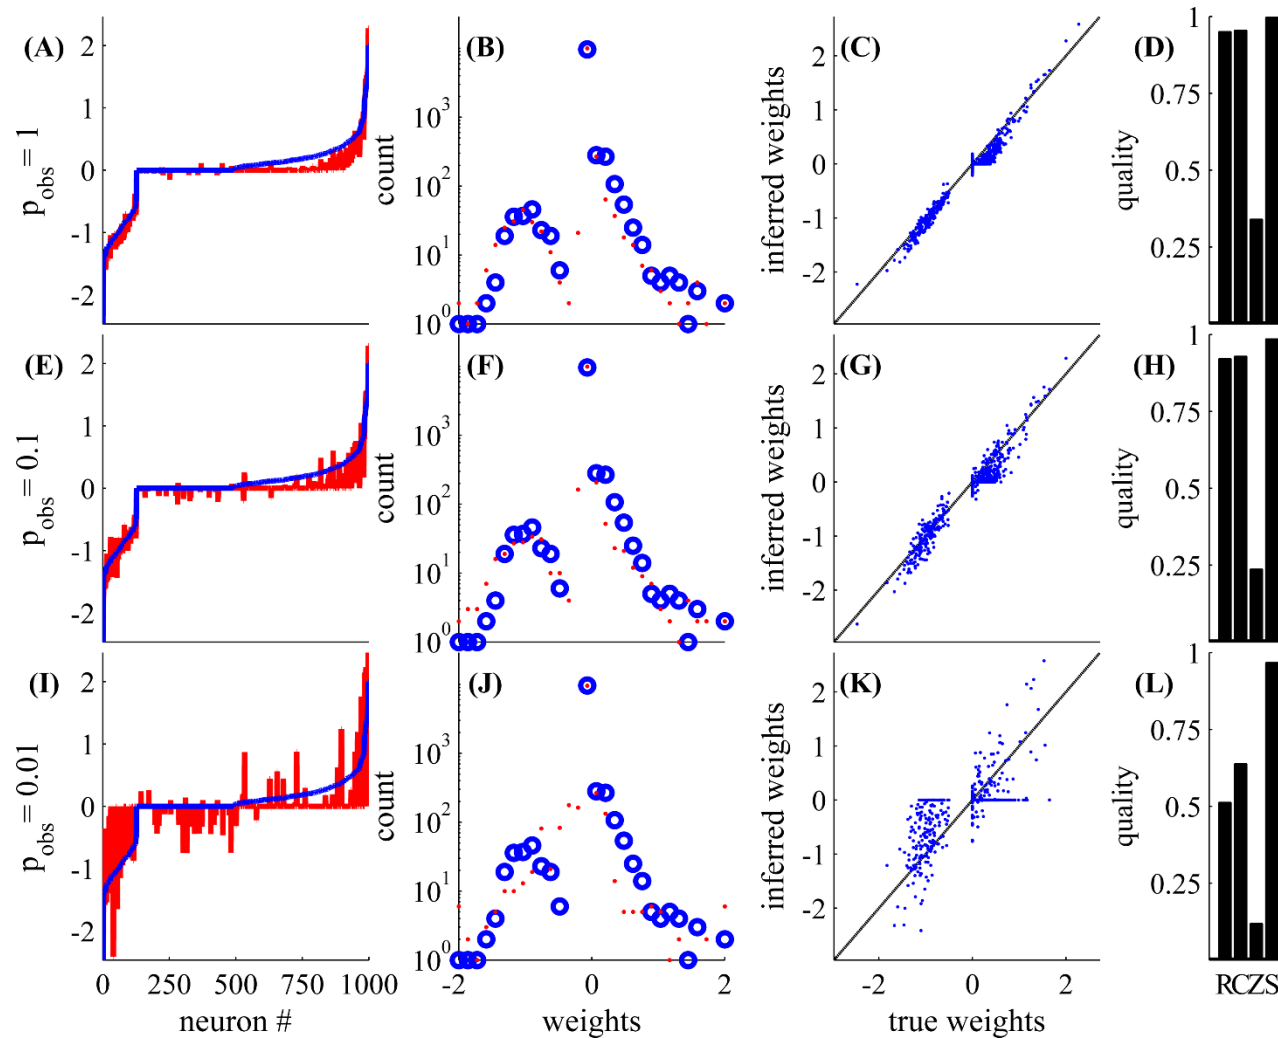 (A)
p_obs = 1
2
1
0
-1
-2
(B)
count
10^3
10^2
10^1
10^0
(C)
inferred weights
2
1
0
-1
-2
(D)
quality
1
0.75
0.5
0.25
(E)
p_obs = 0.1
2
1
0
-1
-2
(F)
count
10^3
10^2
10^1
10^0
(G)
inferred weights
2
1
0
-1
-2
(H)
quality
1
0.75
0.5
0.25
(I)
p_obs = 0.01
2
1
0
-1
-2
0 250 500 750 1000
neuron #
(J)
count
10^3
10^2
10^1
10^0
-2 0 2
weights
(K)
inferred weights
2
1
0
-1
-2
-2 0 2
true weights
(L)
quality
1
0.75
0.5
0.25
RCZS